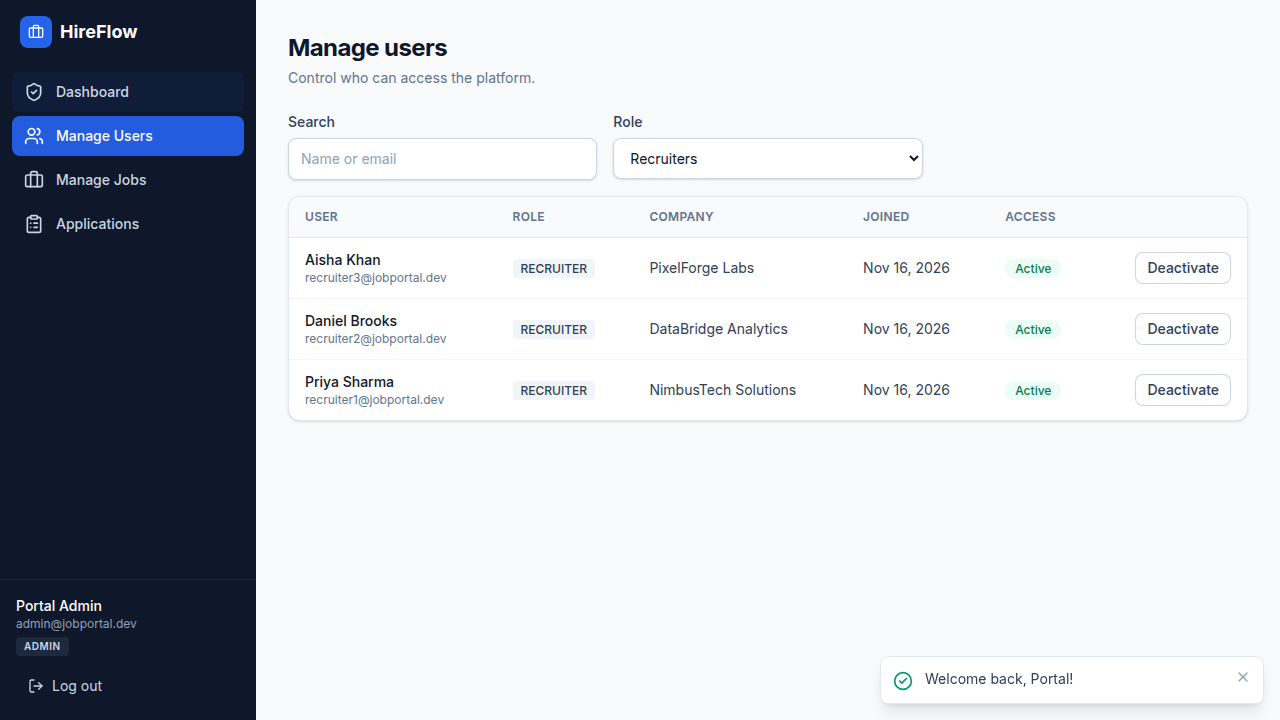 HireFlow
Dashboard
Manage Users
Manage Jobs
Applications
Portal Admin
admin@jobportal.dev
ADMIN
Log out
Manage users
Control who can access the platform.
Search
Role
Name or email
Recruiters
USER ROLE COMPANY JOINED ACCESS
Aisha Khan
recruiter3@jobportal.dev
RECRUITER PixelForge Labs Nov 16, 2026 Active Deactivate
Daniel Brooks
recruiter2@jobportal.dev
RECRUITER DataBridge Analytics Nov 16, 2026 Active Deactivate
Priya Sharma
recruiter1@jobportal.dev
RECRUITER NimbusTech Solutions Nov 16, 2026 Active Deactivate
Welcome back, Portal!